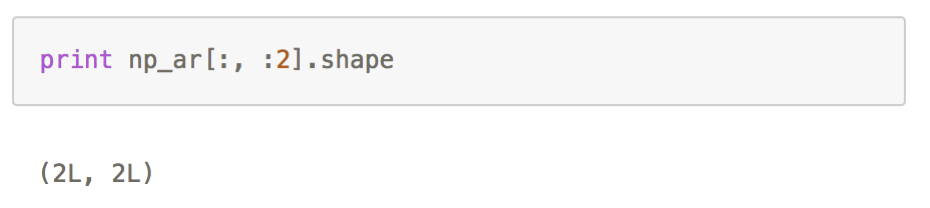 print np_ar[:, :2].shape
(2L, 2L)